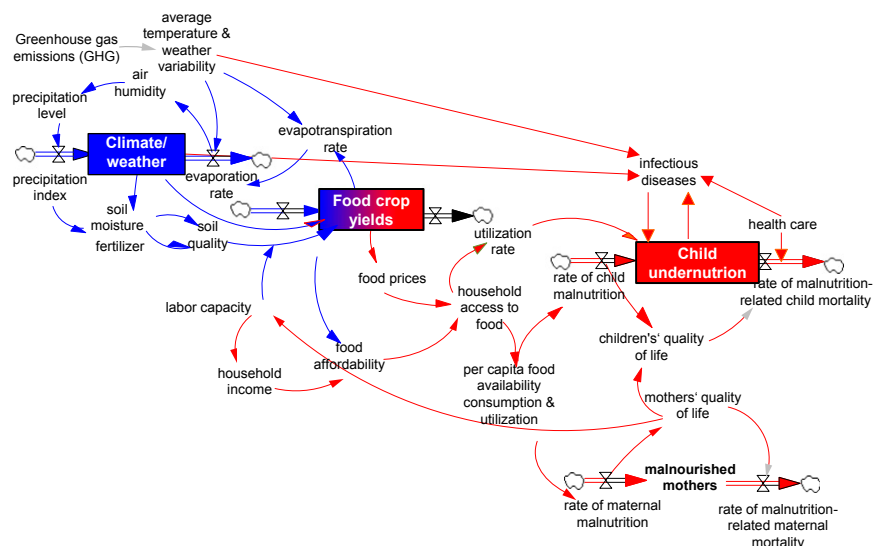 average
temperature &
weather
variability
Greenhouse gas
emissions (GHG)
air
humidity
precipitation
level
Climate/
weather
evapotranspiration
rate
precipitation
index
evaporation
rate
infectious
diseases
soil
moisture
fertilizer
soil
quality
Food crop
yields
utilization
rate
health care
Child
undernutrion
food prices
rate of child
malnutrition
rate of malnutrition-
related child mortality
labor capacity
household
access to
food
children's' quality
of life
food
affordability
household
income
per capita food
availability
consumption &
utilization
mothers' quality
of life
malnourished
mothers
rate of maternal
malnutrition
rate of malnutrition-
related maternal
mortality